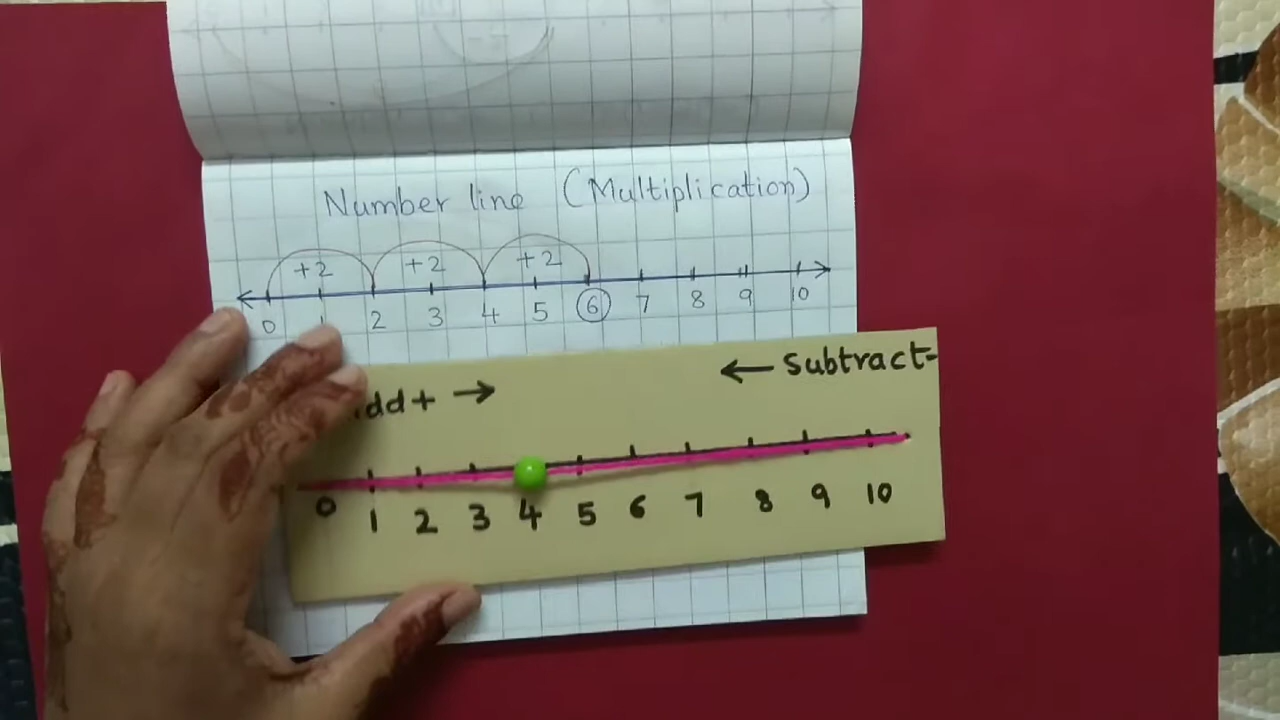 Number line (Multiplication)
+2 +2 +2
0 1 2 3 4 5 6 7 8 9 10
dd+ → ← Subtract-
0 1 2 3 4 5 6 7 8 9 10